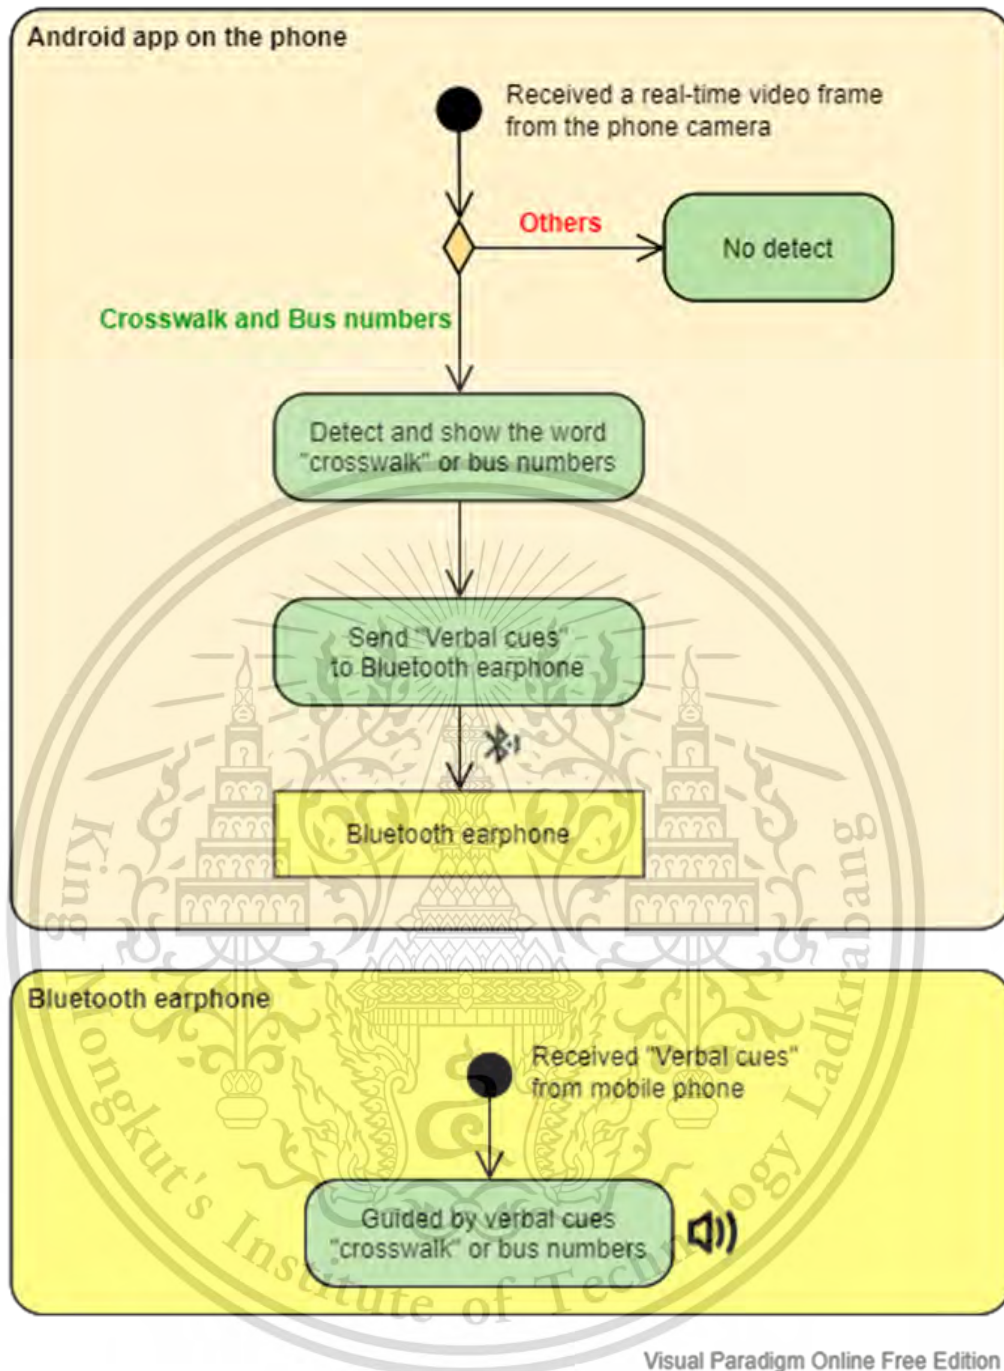 Android app on the phone
Received a real-time video frame
from the phone camera
Others
No detect
Crosswalk and Bus numbers
Detect and show the word
"crosswalk" or bus numbers
Send "Verbal cues"
to Bluetooth earphone
Bluetooth earphone
Bluetooth earphone
Received "Verbal cues"
from mobile phone
Guided by verbal cues
"crosswalk" or bus numbers
King Mongkut's Institute of Technology Ladkrabang
Visual Paradigm Online Free Edition